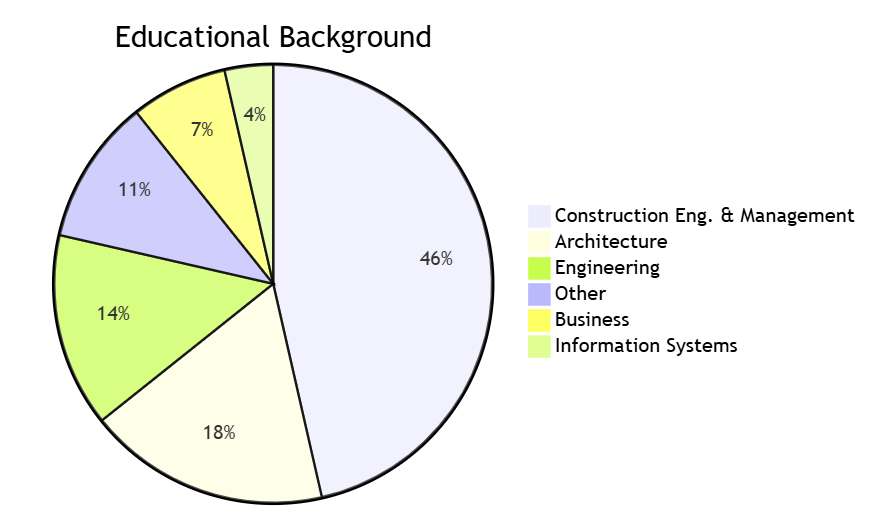 Educational Background
4%
7%
11%
46%
14%
18%
Construction Eng. & Management
Architecture
Engineering
Other
Business
Information Systems